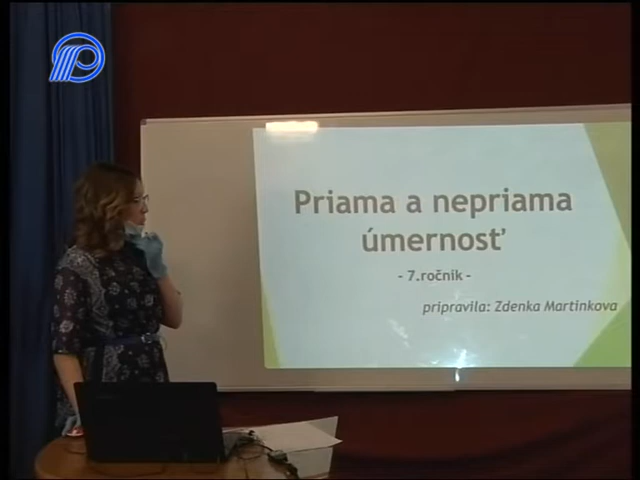 Priama a nepriama
úmernosť
- 7.ročník -
pripravila: Zdenka Martinkova